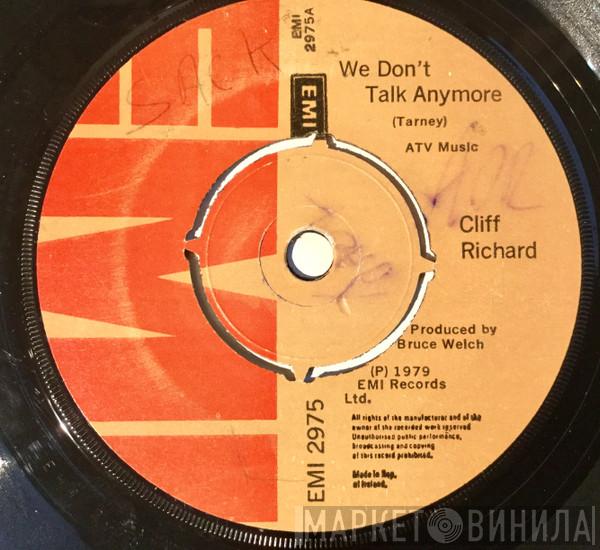 EMI
2975A
SACK
We Don't
Talk Anymore
EMI
(Tarney)
ATV Music
Cliff
Richard
Produced by
Bruce Welch
(P) 1979
EMI Records
Ltd.
EMI 2975
All rights of the manufacturer and of the
owner of the recorded work reserved
Unauthorised public performance,
broadcasting and copying
of this record prohibited.
Made in Rep.
of Ireland.
МАРКЕТ ВИНИЛА